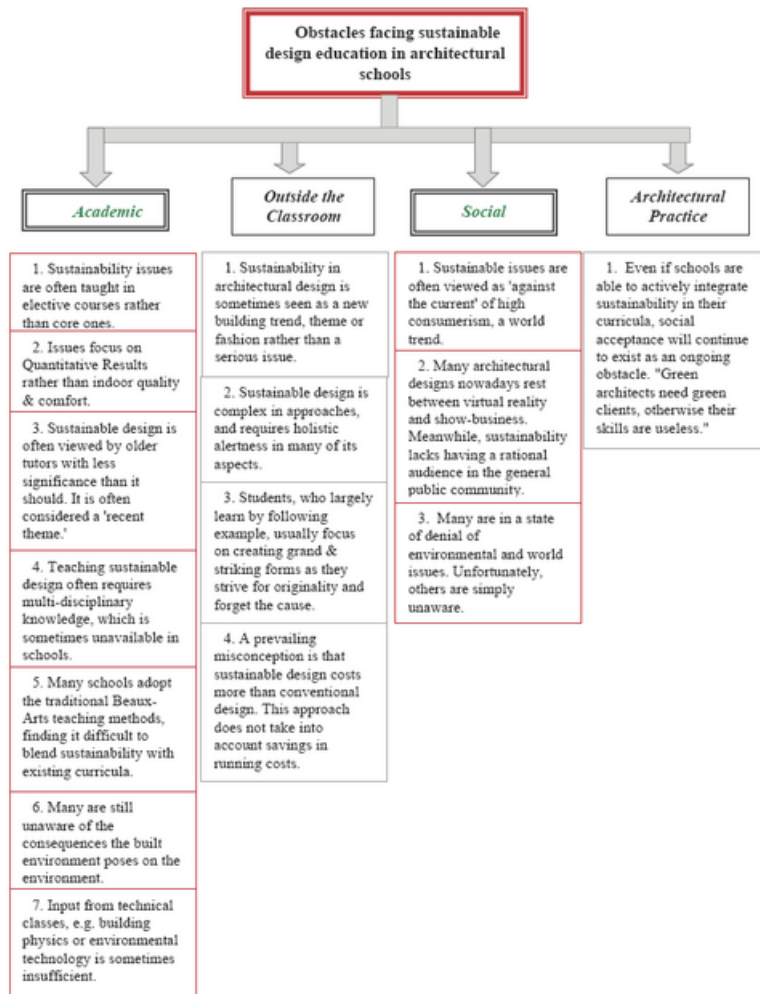 Obstacles facing sustainable
design education in architectural
schools
Academic
Outside the
Classroom
Social
Architectural
Practice
1. Sustainability issues
are often taught in
elective courses rather
than core ones.
2. Issues focus on
Quantitative Results
rather than indoor quality
& comfort.
3. Sustainable design is
often viewed by older
tutors with less
significance than it
should. It is often
considered a 'recent
theme.'
4. Teaching sustainable
design often requires
multi-disciplinary
knowledge, which is
sometimes unavailable in
schools.
5. Many schools adopt
the traditional Beaux-
Arts teaching methods,
finding it difficult to
blend sustainability with
existing curricula.
6. Many are still
unaware of the
consequences the built
environment poses on the
environment.
7. Input from technical
classes, e.g. building
physics or environmental
technology is sometimes
insufficient.
1. Sustainability in
architectural design is
sometimes seen as a new
building trend, theme or
fashion rather than a
serious issue.
2. Sustainable design is
complex in approaches,
and requires holistic
alertness in many of its
aspects.
3. Students, who largely
learn by following
example, usually focus
on creating grand &
striking forms as they
strive for originality and
forget the cause.
4. A prevailing
misconception is that
sustainable design costs
more than conventional
design. This approach
does not take into
account savings in
running costs.
1. Sustainable issues are
often viewed as 'against
the current' of high
consumerism, a world
trend.
2. Many architectural
designs nowadays rest
between virtual reality
and show-business.
Meanwhile, sustainability
lacks having a rational
audience in the general
public community.
3. Many are in a state
of denial of
environmental and world
issues. Unfortunately,
others are simply
unaware.
1. Even if schools are
able to actively integrate
sustainability in their
curricula, social
acceptance will continue
to exist as an ongoing
obstacle. "Green
architects need green
clients, otherwise their
skills are useless."